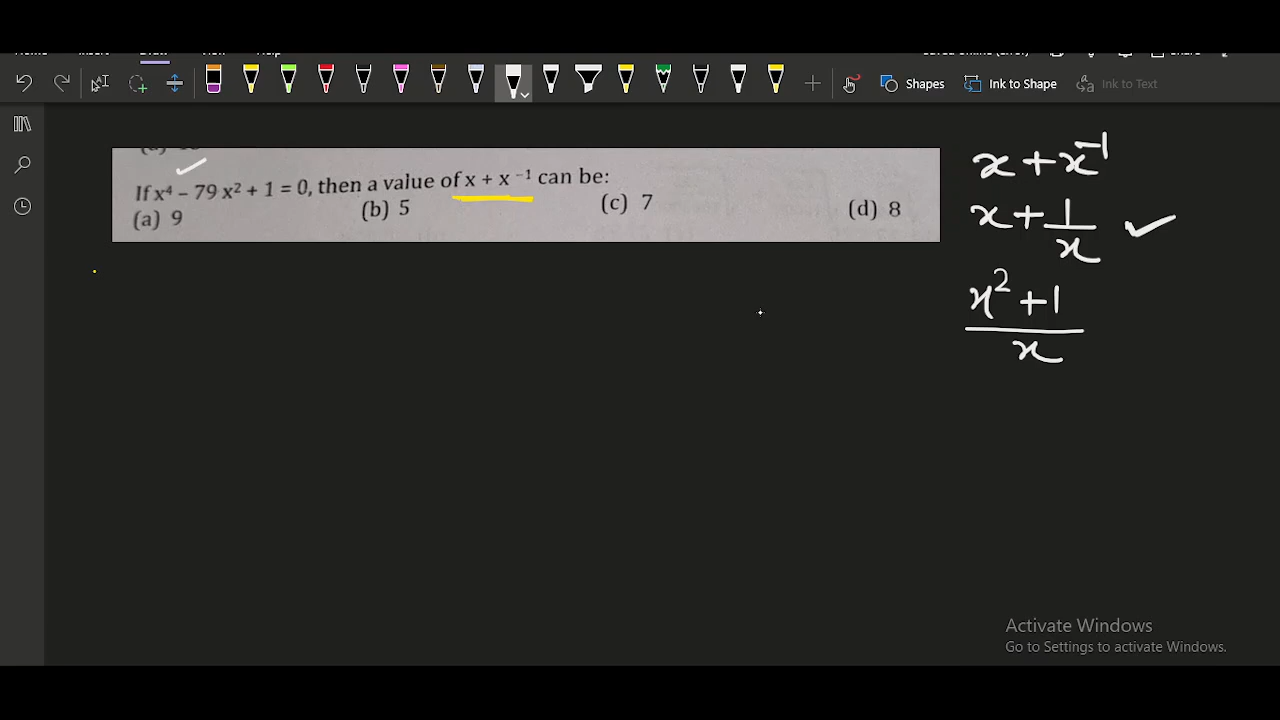 Shapes
Ink to Shape
Ink to Text
If x⁴ – 79 x² + 1 = 0, then a value of x + x ⁻¹ can be:
(a) 9 (b) 5 (c) 7 (d) 8
x + x⁻¹
x + 1/x
x² + 1
x
Activate Windows
Go to Settings to activate Windows.